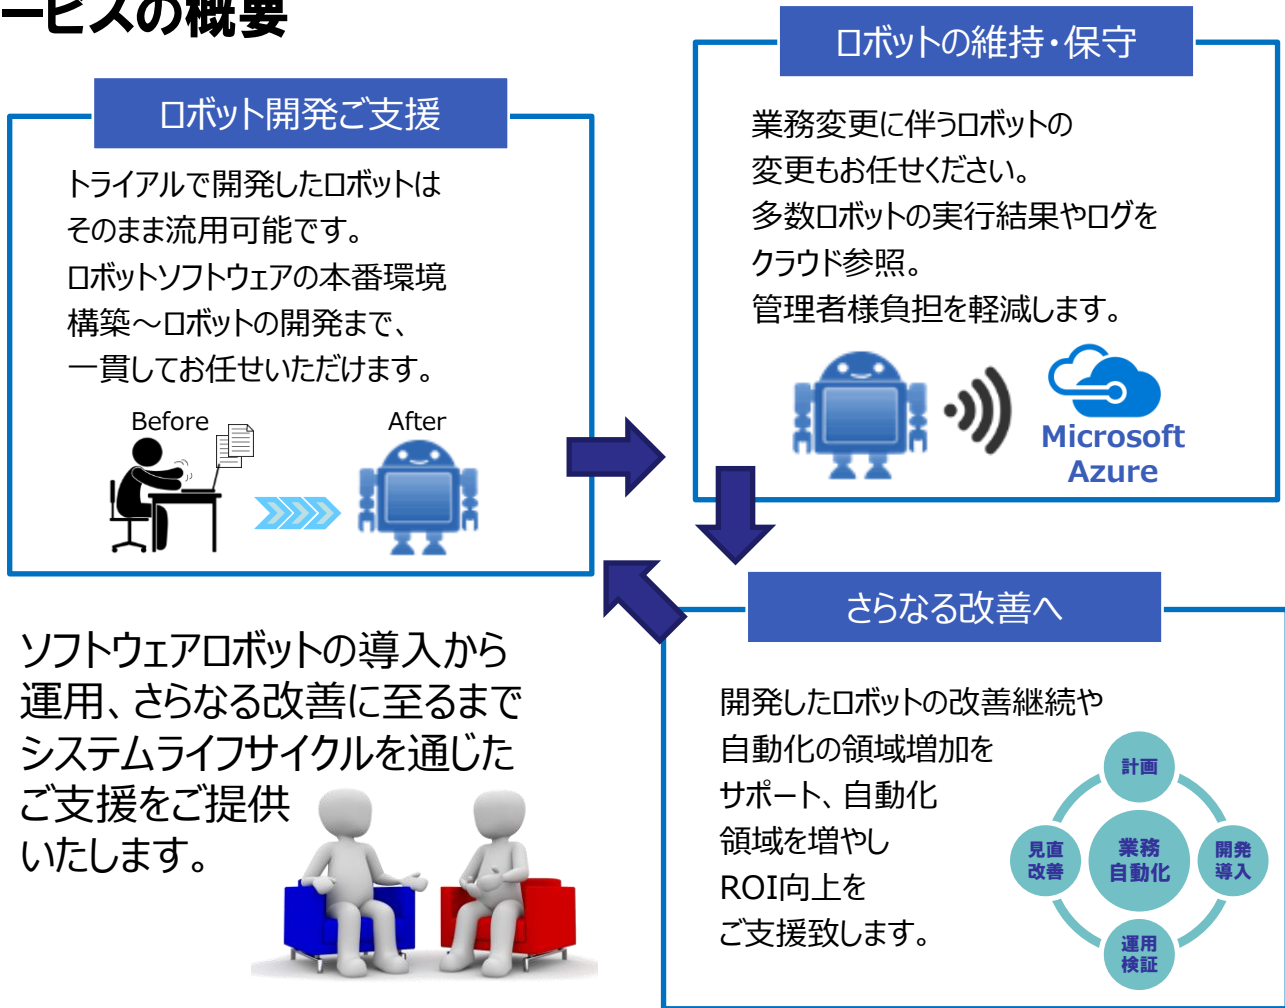 ービスの概要
ロボット開発ご支援
トライアルで開発したロボットは
そのまま流用可能です。
ロボットソフトウェアの本番環境
構築～ロボットの開発まで、
一貫してお任せいただけます。
Before
After
ロボットの維持・保守
業務変更に伴うロボットの
変更もお任せください。
多数ロボットの実行結果やログを
クラウド参照。
管理者様負担を軽減します。
Microsoft
Azure
さらなる改善へ
開発したロボットの改善継続や
自動化の領域増加を
サポート、自動化
領域を増やし
ROI向上を
ご支援致します。
計画
見直
改善
業務
自動化
開発
導入
運用
検証
ソフトウェアロボットの導入から
運用、さらなる改善に至るまで
システムライフサイクルを通じた
ご支援をご提供
いたします。